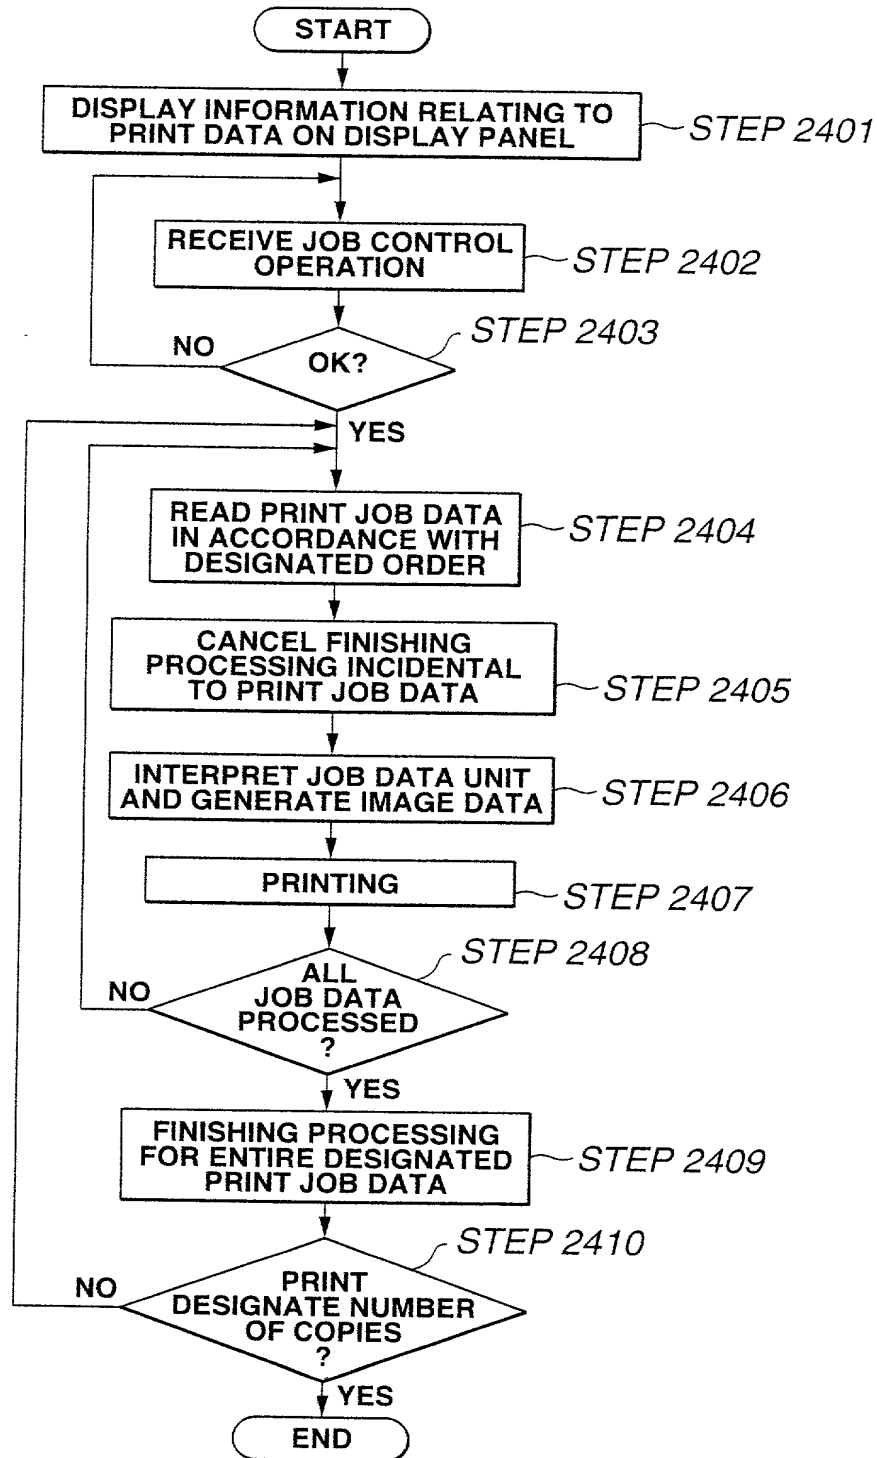 START
DISPLAY INFORMATION RELATING TO
PRINT DATA ON DISPLAY PANEL
STEP 2401
RECEIVE JOB CONTROL
OPERATION
STEP 2402
STEP 2403
NO
OK?
YES
READ PRINT JOB DATA
IN ACCORDANCE WITH
DESIGNATED ORDER
STEP 2404
CANCEL FINISHING
PROCESSING INCIDENTAL
TO PRINT JOB DATA
STEP 2405
INTERPRET JOB DATA UNIT
AND GENERATE IMAGE DATA
STEP 2406
PRINTING
STEP 2407
STEP 2408
NO
ALL
JOB DATA
PROCESSED
?
YES
FINISHING PROCESSING
FOR ENTIRE DESIGNATED
PRINT JOB DATA
STEP 2409
STEP 2410
NO
PRINT
DESIGNATE NUMBER
OF COPIES
?
YES
END